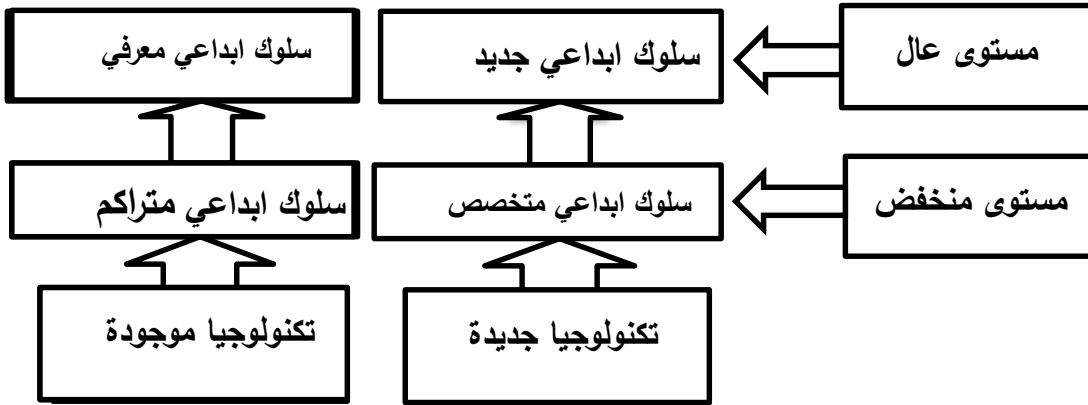 مستوى عال
سلوك ابداعي جديد
سلوك ابداعي معرفي
مستوى منخفض
سلوك ابداعي متخصص
سلوك ابداعي متراكم
تكنولوجيا جديدة
تكنولوجيا موجودة